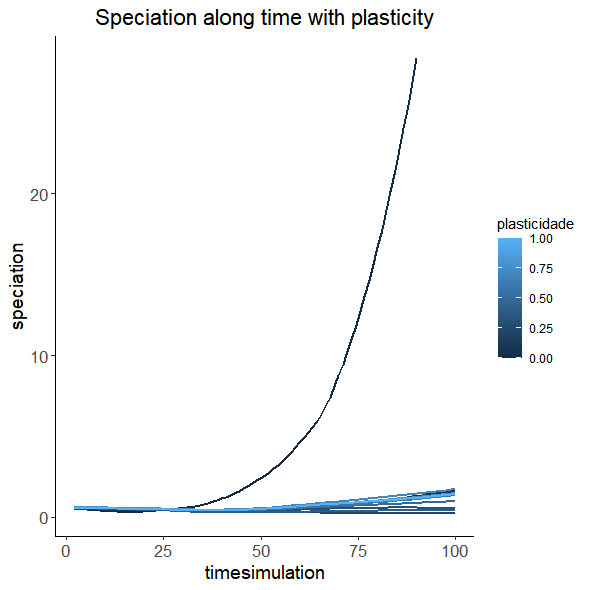 Speciation along time with plasticity
speciation
20
10
0
0 25 50 75 100
timesimulation
plasticidade
1.00
0.75
0.50
0.25
0.00